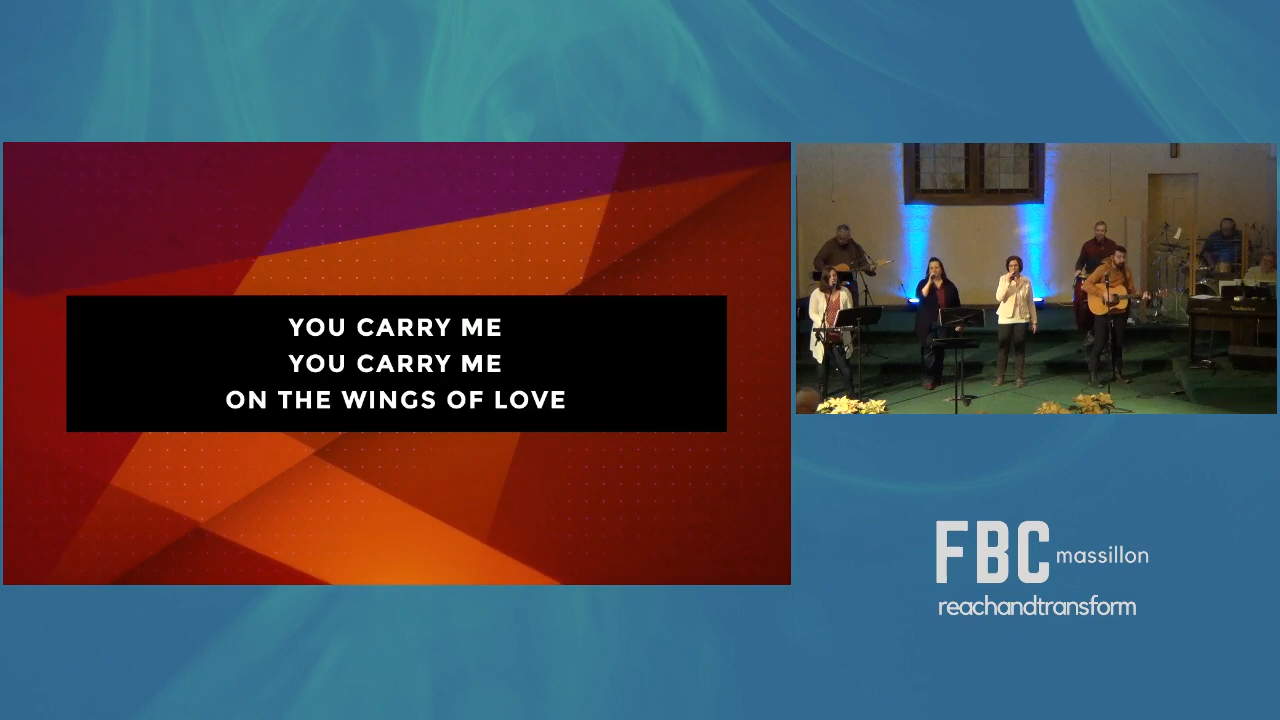 YOU CARRY ME
YOU CARRY ME
ON THE WINGS OF LOVE
FBC massillon
reachandtransform